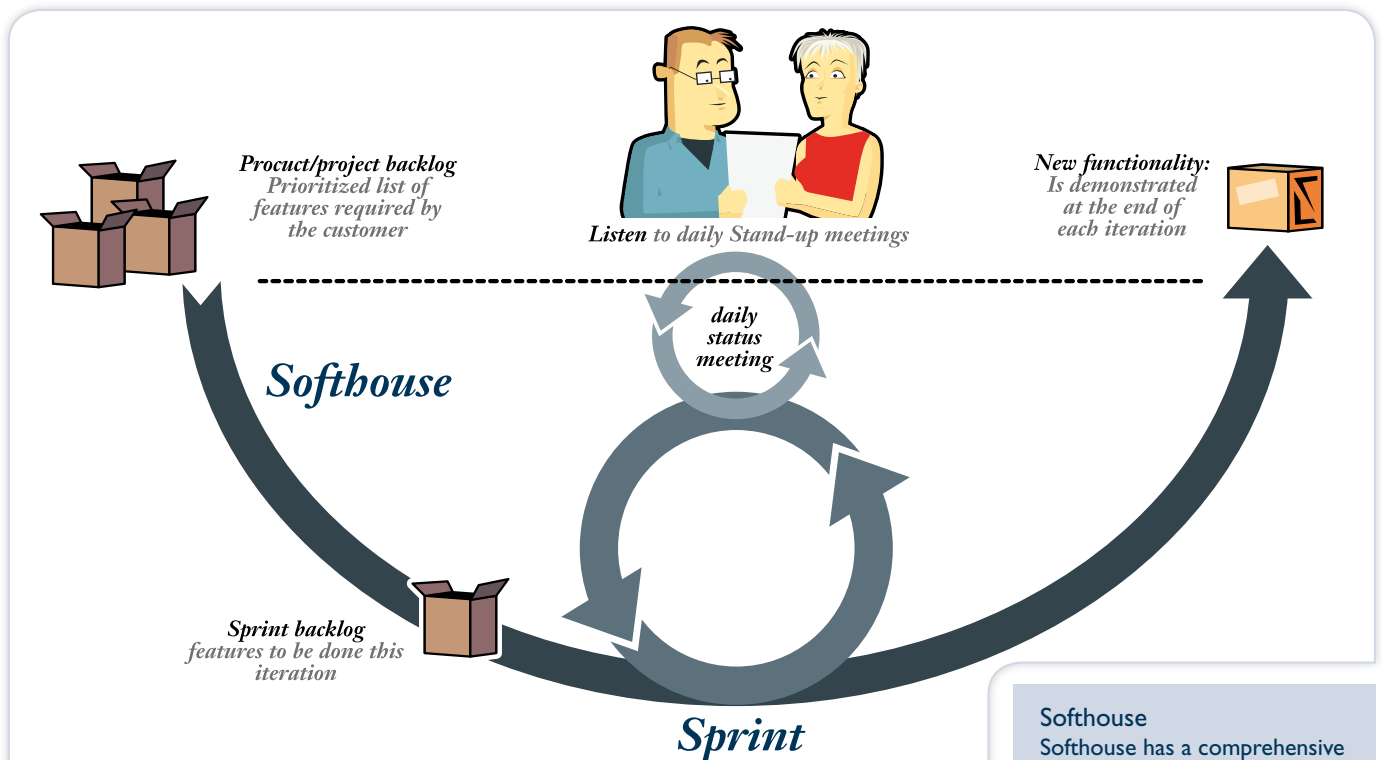 Procuct/project backlog
Prioritized list of
features required by
the customer
Listen to daily Stand-up meetings
New functionality:
Is demonstrated
at the end of
each iteration
daily
status
meeting
Softhouse
Sprint backlog
features to be done this
iteration
Sprint
Softhouse
Softhouse has a comprehensive